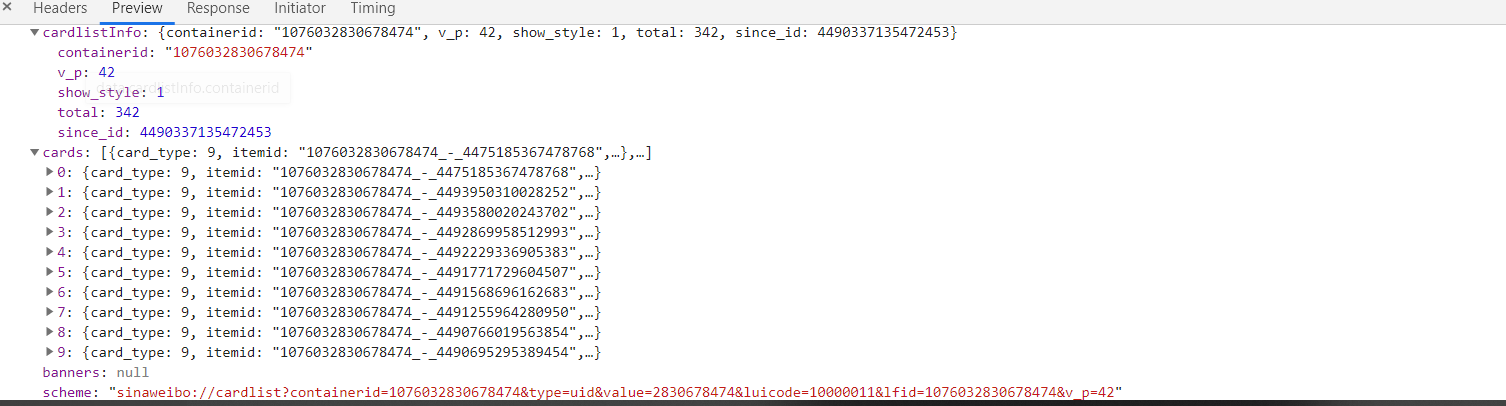 × Headers Preview Response Initiator Timing
▼cardlistInfo: {containerid: "1076032830678474", v_p: 42, show_style: 1, total: 342, since_id: 4490337135472453}
containerid: "1076032830678474"
v_p: 42
show_style: 1
data.cardlistInfo.containerid
total: 342
since_id: 4490337135472453
▼cards: [{card_type: 9, itemid: "1076032830678474_-_4475185367478768",…},…]
▶0: {card_type: 9, itemid: "1076032830678474_-_4475185367478768",…}
▶1: {card_type: 9, itemid: "1076032830678474_-_4493950310028252",…}
▶2: {card_type: 9, itemid: "1076032830678474_-_4493580020243702",…}
▶3: {card_type: 9, itemid: "1076032830678474_-_4492869958512993",…}
▶4: {card_type: 9, itemid: "1076032830678474_-_4492229336905383",…}
▶5: {card_type: 9, itemid: "1076032830678474_-_4491771729604507",…}
▶6: {card_type: 9, itemid: "1076032830678474_-_4491568696162683",…}
▶7: {card_type: 9, itemid: "1076032830678474_-_4491255964280950",…}
▶8: {card_type: 9, itemid: "1076032830678474_-_4490766019563854",…}
▶9: {card_type: 9, itemid: "1076032830678474_-_4490695295389454",…}
banners: null
scheme: "sinaweibo://cardlist?containerid=1076032830678474&type=uid&value=2830678474&luicode=10000011&lfid=1076032830678474&v_p=42"